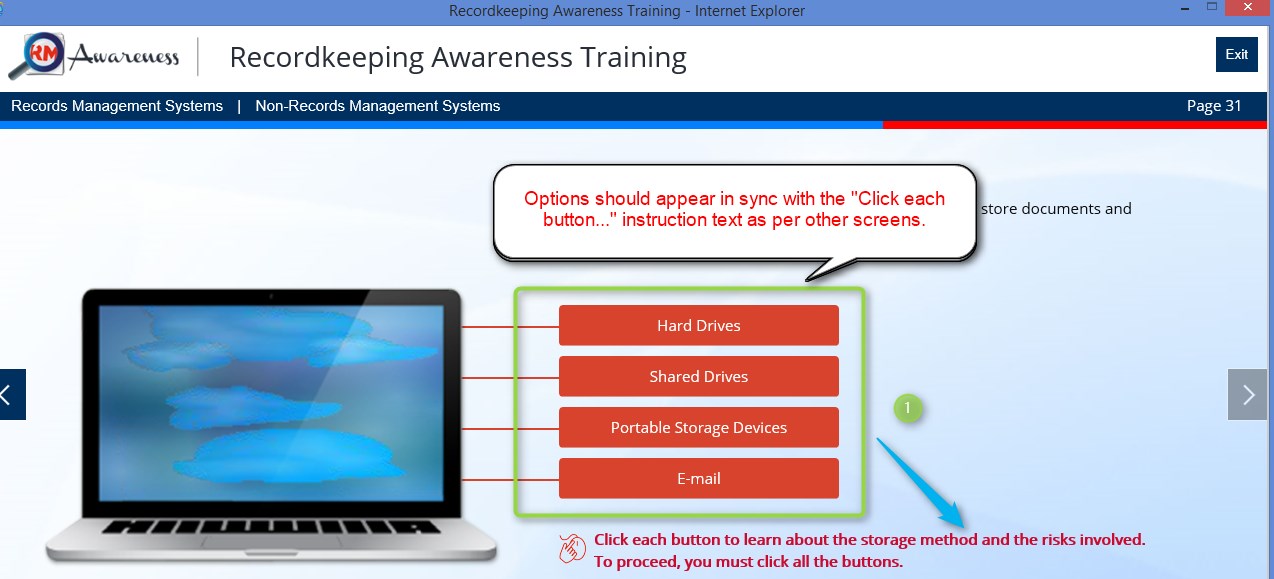 Recordkeeping Awareness Training - Internet Explorer
RM Awareness
Recordkeeping Awareness Training
Exit
Records Management Systems | Non-Records Management Systems
Page 31
Options should appear in sync with the "Click each
button..." instruction text as per other screens.
store documents and
Hard Drives
Shared Drives
Portable Storage Devices
E-mail
1
Click each button to learn about the storage method and the risks involved.
To proceed, you must click all the buttons.